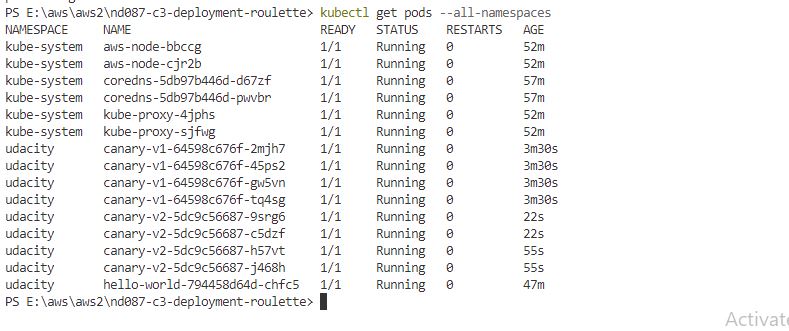 PS E:\aws\aws2\nd087-c3-deployment-roulette> kubectl get pods --all-namespaces
NAMESPACE NAME READY STATUS RESTARTS AGE
kube-system aws-node-bbccg 1/1 Running 0 52m
kube-system aws-node-cjr2b 1/1 Running 0 52m
kube-system coredns-5db97b446d-d67zf 1/1 Running 0 57m
kube-system coredns-5db97b446d-pwvbr 1/1 Running 0 57m
kube-system kube-proxy-4jphs 1/1 Running 0 52m
kube-system kube-proxy-sjfwg 1/1 Running 0 52m
udacity canary-v1-64598c676f-2mjh7 1/1 Running 0 3m30s
udacity canary-v1-64598c676f-45ps2 1/1 Running 0 3m30s
udacity canary-v1-64598c676f-gw5vn 1/1 Running 0 3m30s
udacity canary-v1-64598c676f-tq4sg 1/1 Running 0 3m30s
udacity canary-v2-5dc9c56687-9srg6 1/1 Running 0 22s
udacity canary-v2-5dc9c56687-c5dzf 1/1 Running 0 22s
udacity canary-v2-5dc9c56687-h57vt 1/1 Running 0 55s
udacity canary-v2-5dc9c56687-j468h 1/1 Running 0 55s
udacity hello-world-794458d64d-chfc5 1/1 Running 0 47m
PS E:\aws\aws2\nd087-c3-deployment-roulette>
Activate